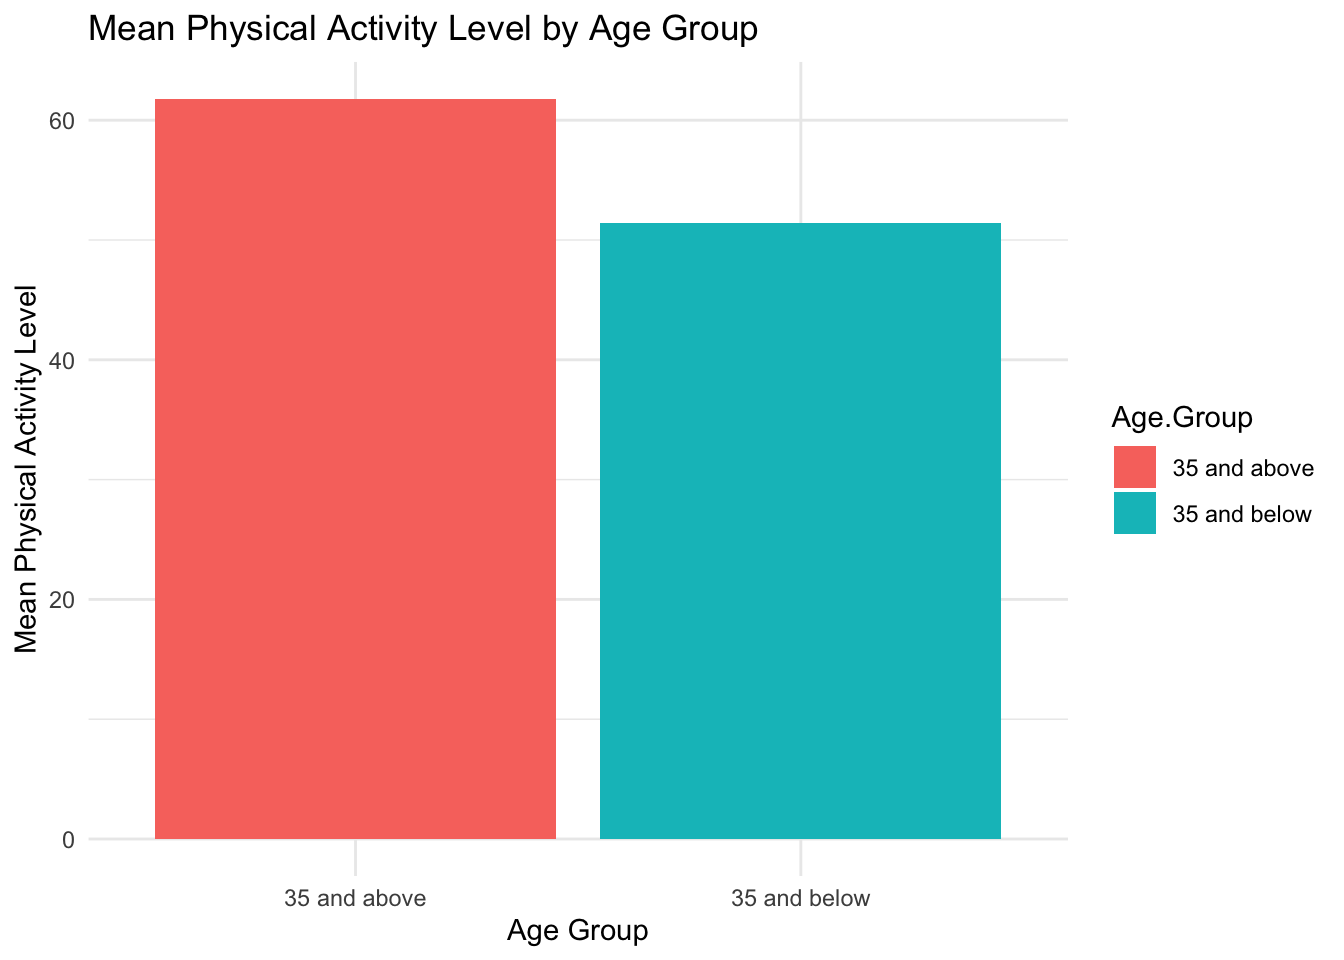 Mean Physical Activity Level by Age Group
Mean Physical Activity Level
60
40
20
0
35 and above
35 and below
Age Group
Age.Group
35 and above
35 and below